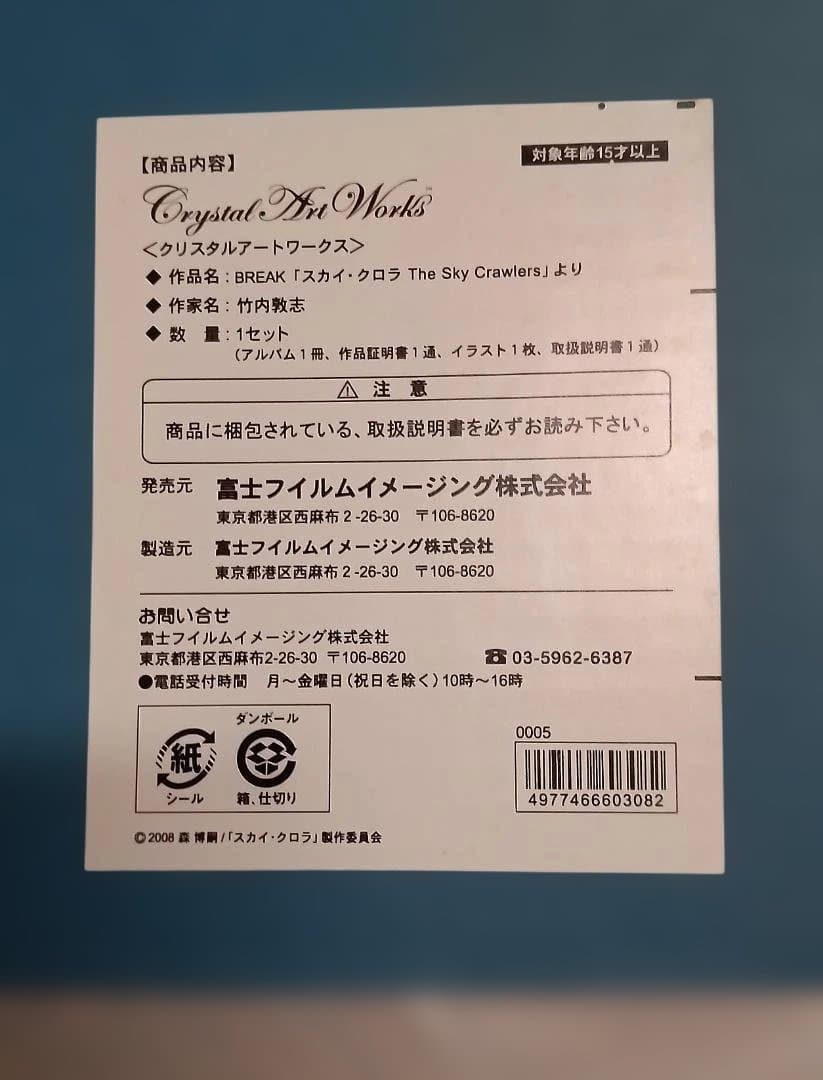 【商品内容】
対象年齢15才以上
Crystal Art Works™
＜クリスタルアートワークス＞
◆ 作品名：BREAK「スカイ・クロラ The Sky Crawlers」より
◆ 作家名：竹内敦志
◆ 数　量：1セット
（アルバム1冊、作品証明書1通、イラスト1枚、取扱説明書1通）
⚠ 注 意
商品に梱包されている、取扱説明書を必ずお読み下さい。
発売元 富士フイルムイメージング株式会社
東京都港区西麻布2-26-30　〒106-8620
製造元 富士フイルムイメージング株式会社
東京都港区西麻布2-26-30　〒106-8620
お問い合せ
富士フイルムイメージング株式会社
東京都港区西麻布2-26-30 〒106-8620 ☎03-5962-6387
●電話受付時間　月～金曜日（祝日を除く）10時～16時
紙
シール
ダンボール
箱、仕切り
0005
4977466603082
©2008 森 博嗣/「スカイ・クロラ」製作委員会